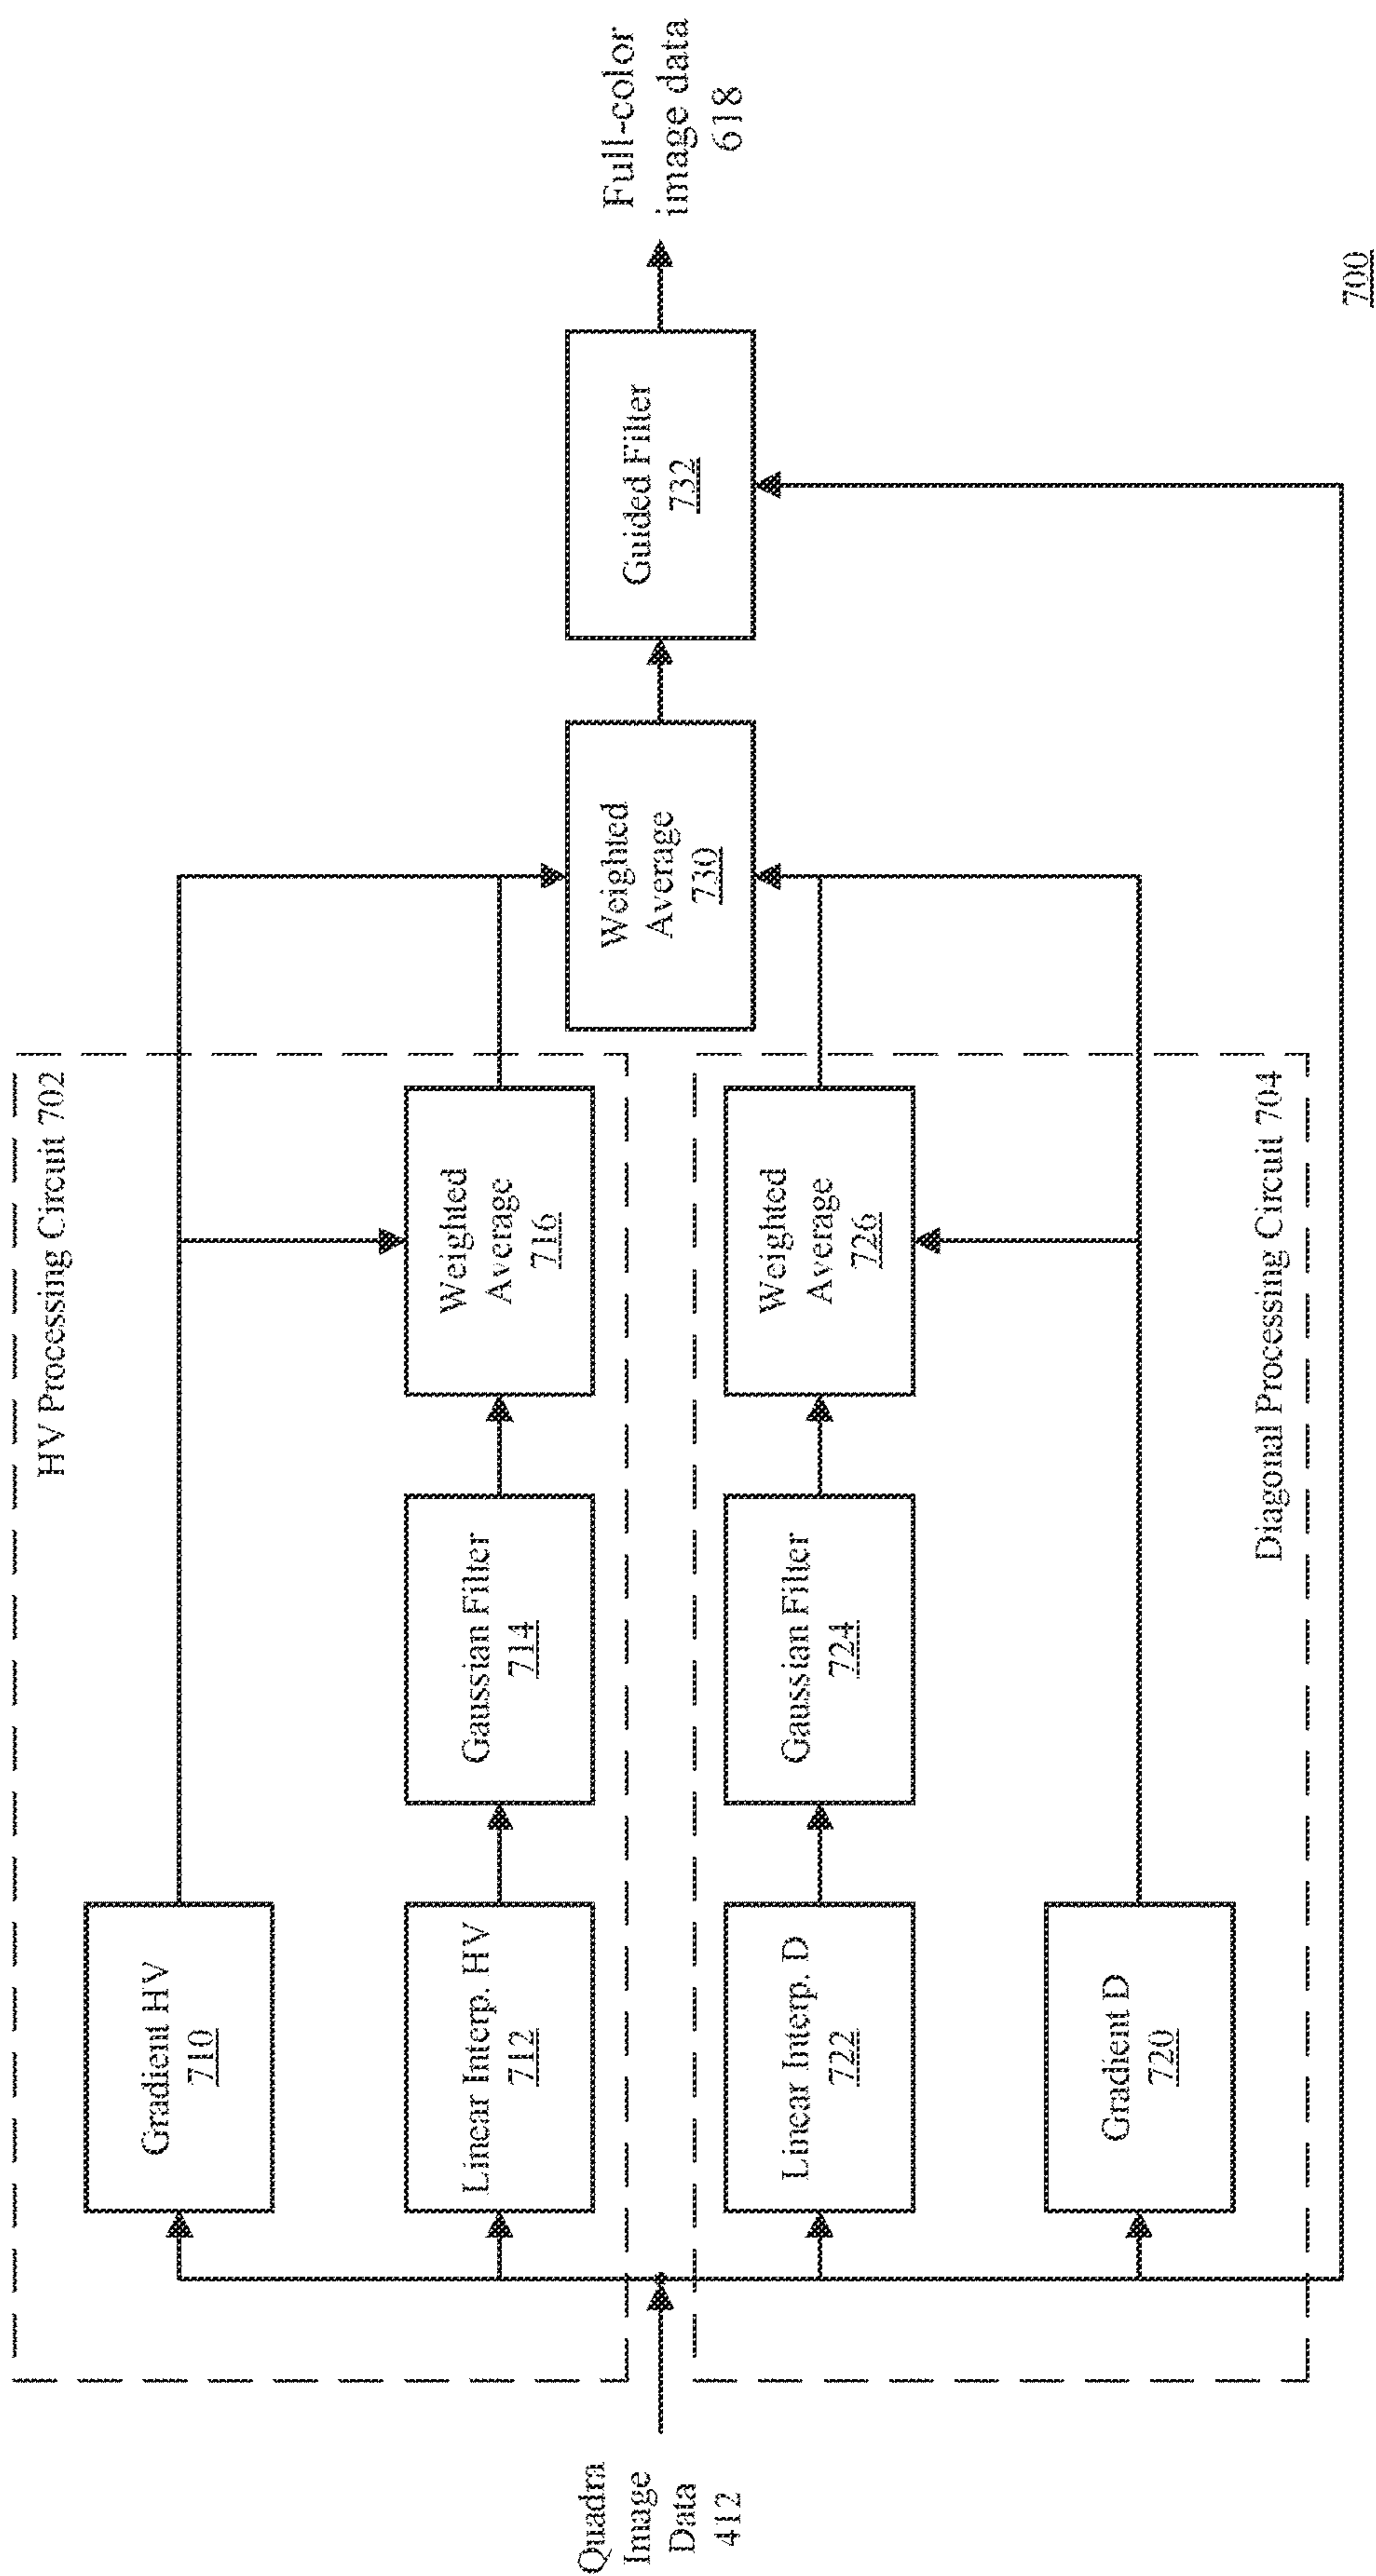 HV Processing Circuit 702
Gradient HV
710
Linear Interp. HV
712
Gaussian Filter
714
Weighted
Average
716
Quadra
Image
Data
412
Linear Interp. D
722
Gaussian Filter
724
Weighted
Average
726
Gradient D
720
Diagonal Processing Circuit 704
Weighted
Average
730
Guided Filter
732
Full-color
image data
618
700